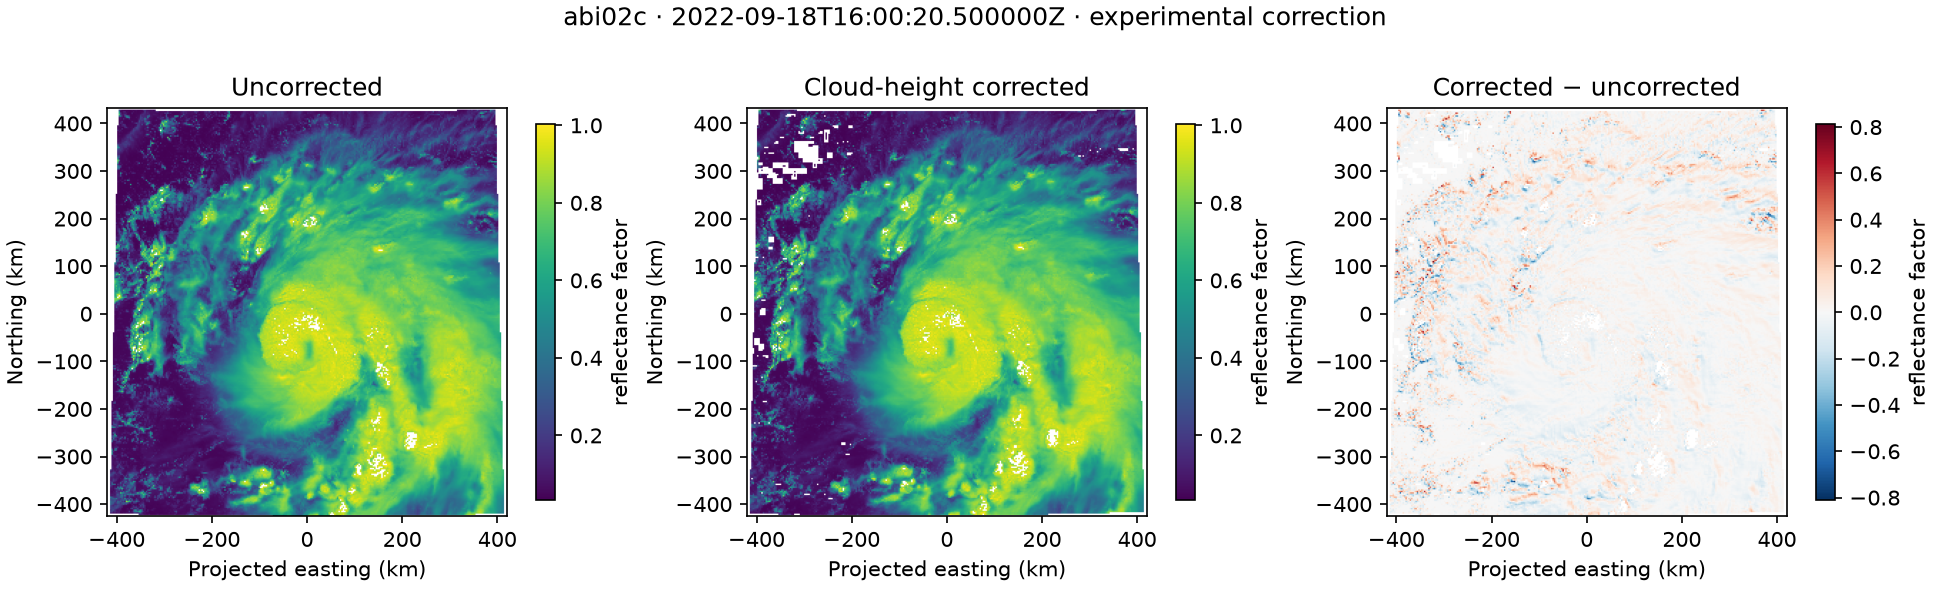 abi02c · 2022-09-18T16:00:20.500000Z · experimental correction
Uncorrected
400
300
200
100
0
−100
−200
−300
−400
Northing (km)
−400 −200 0 200 400
Projected easting (km)
1.0
0.8
0.6
0.4
0.2
reflectance factor
Cloud-height corrected
400
300
200
100
0
−100
−200
−300
−400
Northing (km)
−400 −200 0 200 400
Projected easting (km)
1.0
0.8
0.6
0.4
0.2
reflectance factor
Corrected − uncorrected
400
300
200
100
0
−100
−200
−300
−400
Northing (km)
−400 −200 0 200 400
Projected easting (km)
0.8
0.6
0.4
0.2
0.0
−0.2
−0.4
−0.6
−0.8
reflectance factor